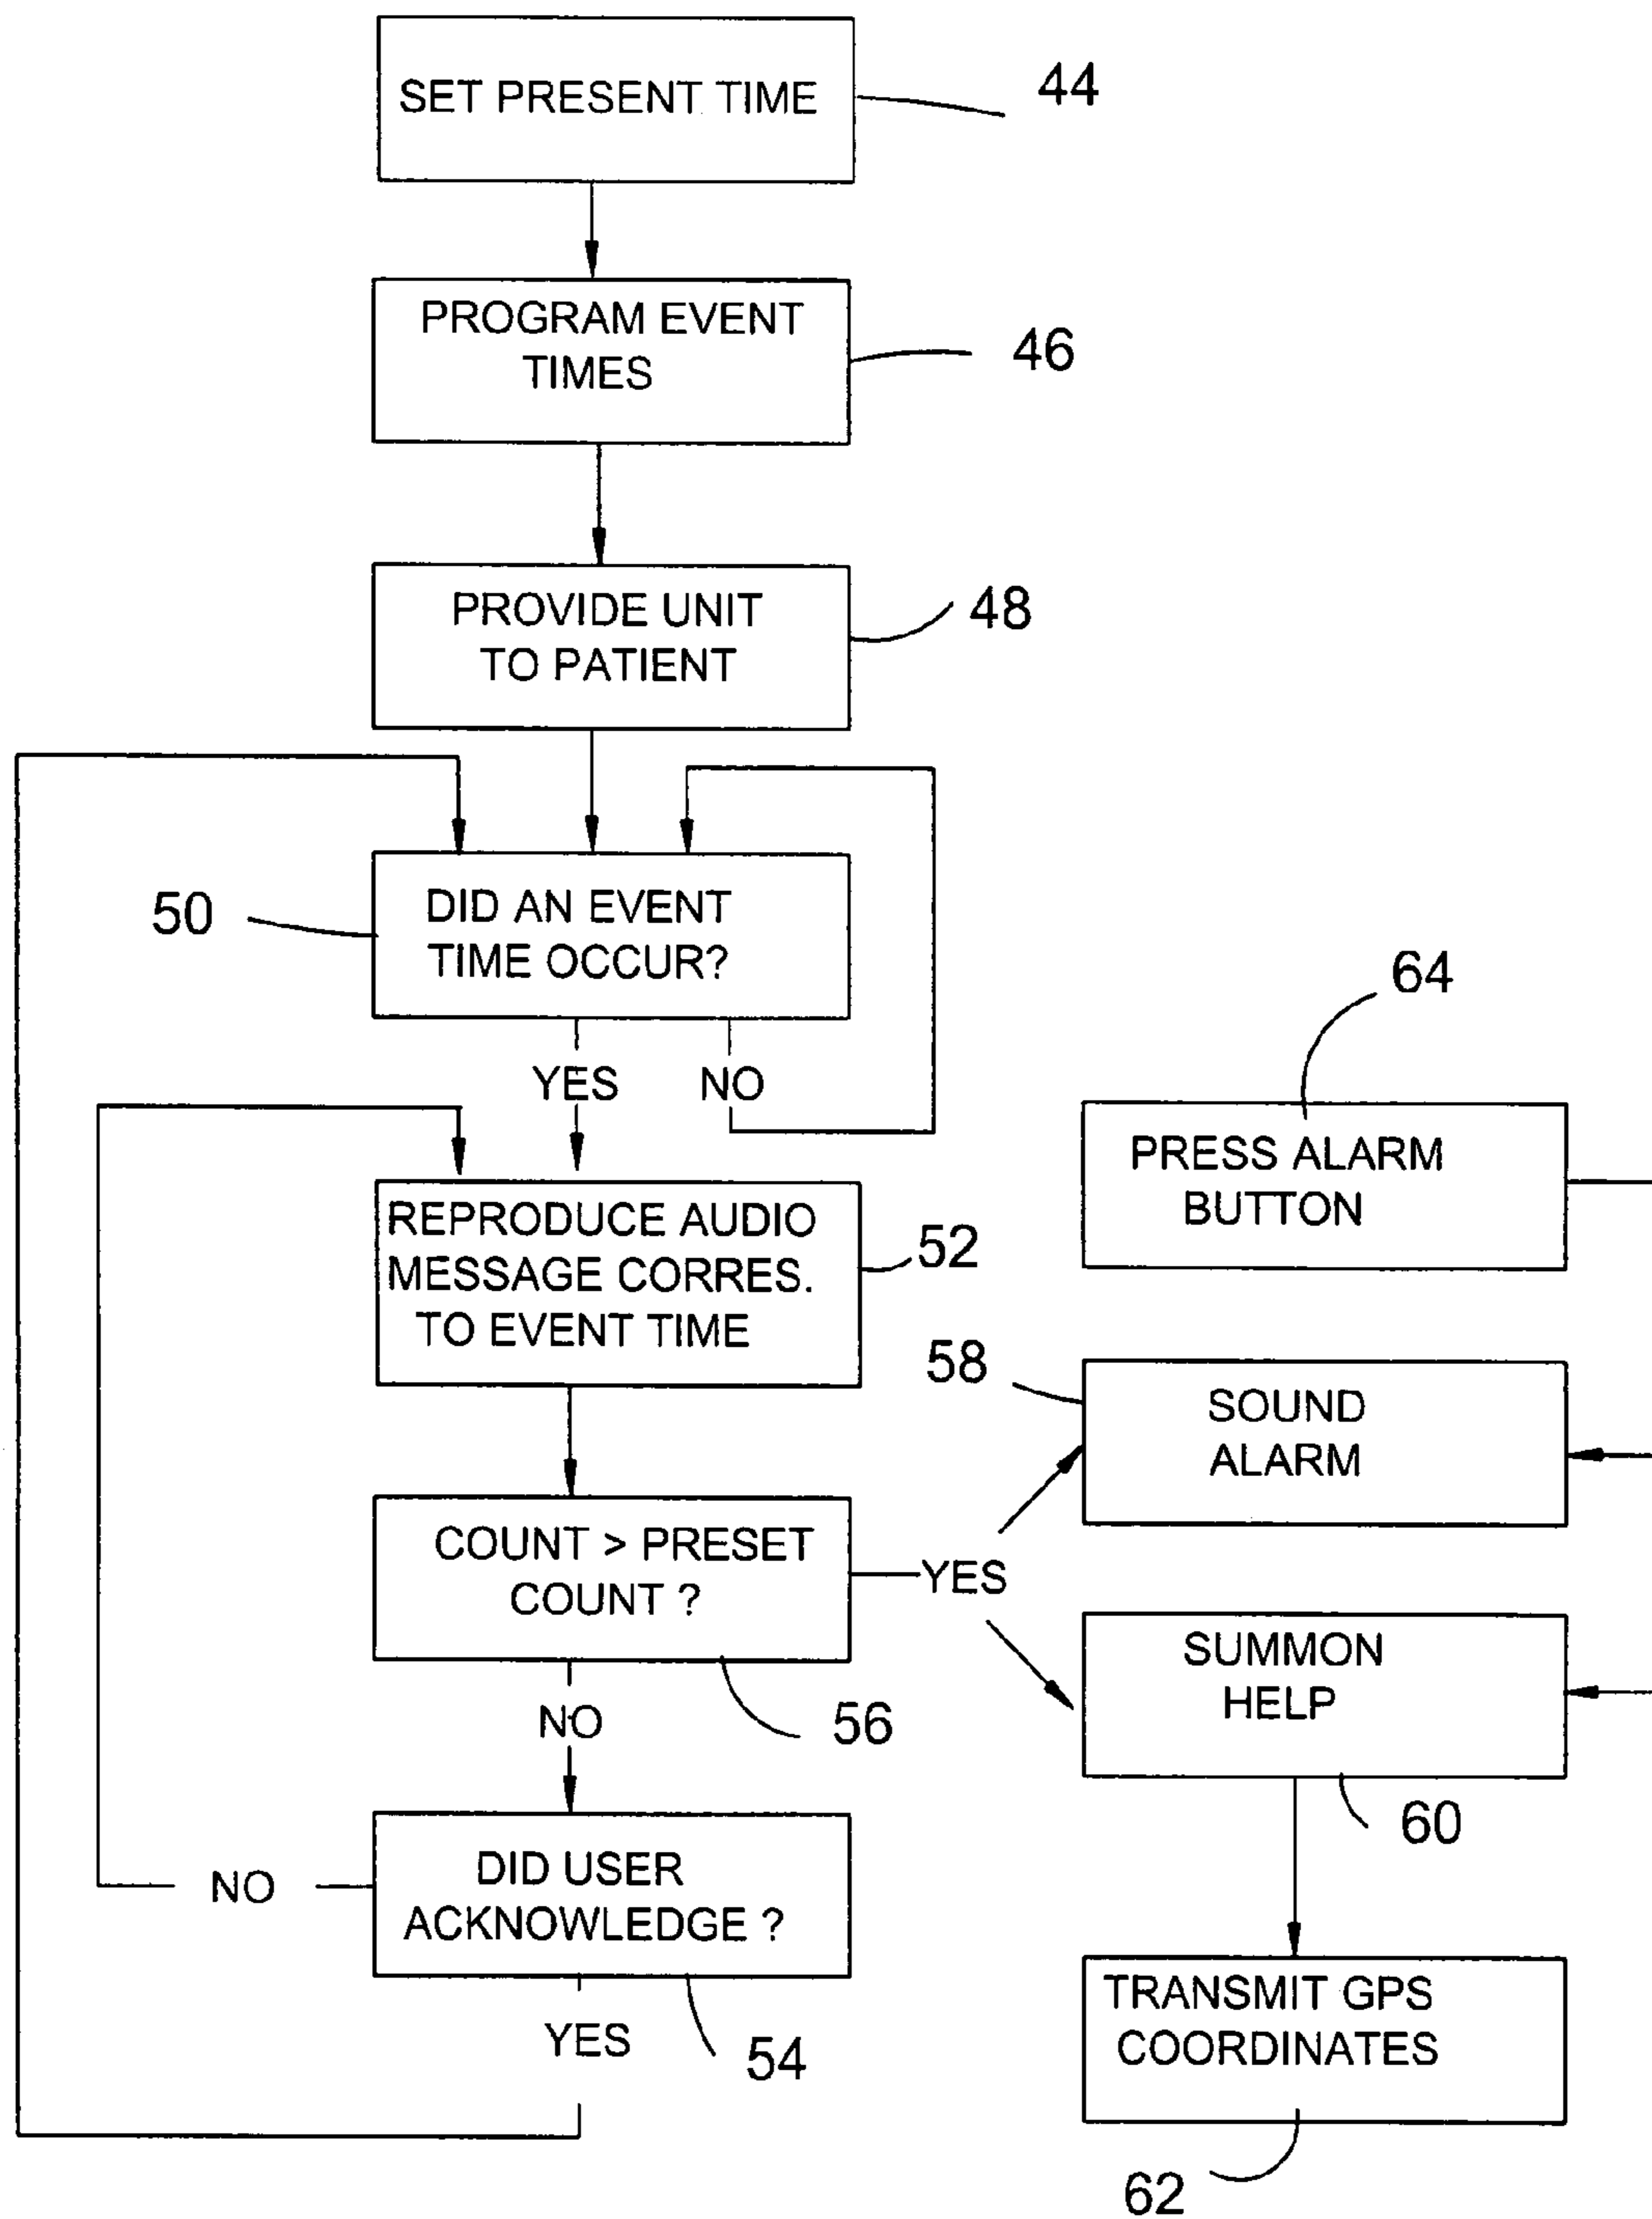 SET PRESENT TIME
44
PROGRAM EVENT
TIMES
46
PROVIDE UNIT
TO PATIENT
48
50
DID AN EVENT
TIME OCCUR?
YES
NO
64
PRESS ALARM
BUTTON
REPRODUCE AUDIO
MESSAGE CORRES.
TO EVENT TIME
52
58
SOUND
ALARM
COUNT > PRESET
COUNT ?
YES
56
NO
SUMMON
HELP
60
DID USER
ACKNOWLEDGE ?
NO
YES
54
TRANSMIT GPS
COORDINATES
62